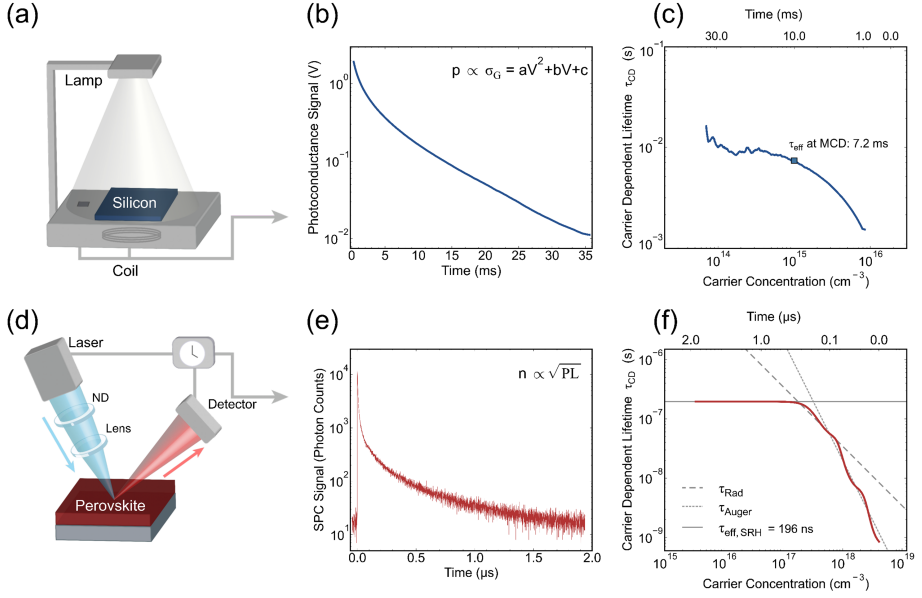 (a)
Lamp
Silicon
Coil
(b)
p ∝ σG = aV²+bV+c
Photoconductance Signal (V)
10⁰
10⁻¹
10⁻²
0 5 10 15 20 25 30 35
Time (ms)
(c)
Time (ms)
30.0 10.0 1.0 0.0
Carrier Dependent Lifetime τCD (s)
10⁻¹
10⁻²
10⁻³
τeff at MCD: 7.2 ms
10¹⁴ 10¹⁵ 10¹⁶
Carrier Concentration (cm⁻³)
(d)
Laser
ND
Lens
Detector
Perovskite
(e)
n ∝ √PL
SPC Signal (Photon Counts)
10⁴
10³
10²
10¹
0.0 0.5 1.0 1.5 2.0
Time (µs)
(f)
Time (µs)
2.0 1.0 0.1 0.0
Carrier Dependent Lifetime τCD (s)
10⁻⁶
10⁻⁷
10⁻⁸
10⁻⁹
τRad
τAuger
τeff,SRH = 196 ns
10¹⁵ 10¹⁶ 10¹⁷ 10¹⁸ 10¹⁹
Carrier Concentration (cm⁻³)